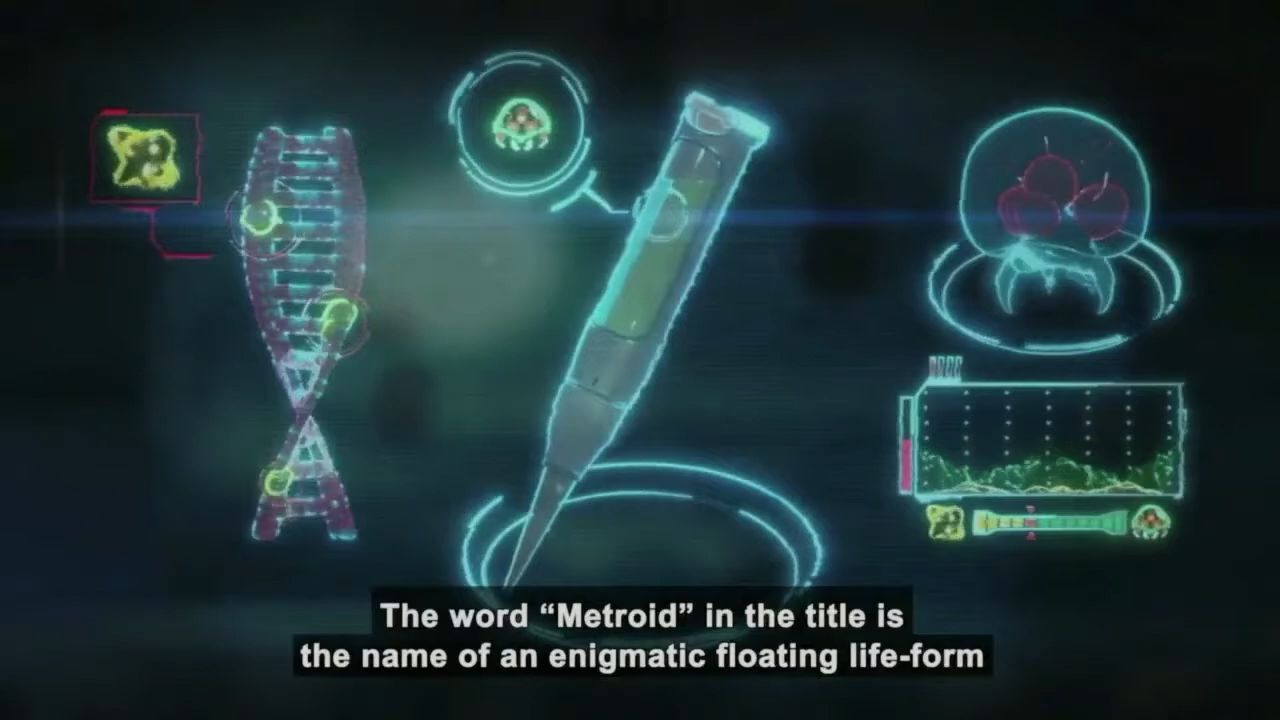 The word “Metroid” in the title is
the name of an enigmatic floating life-form